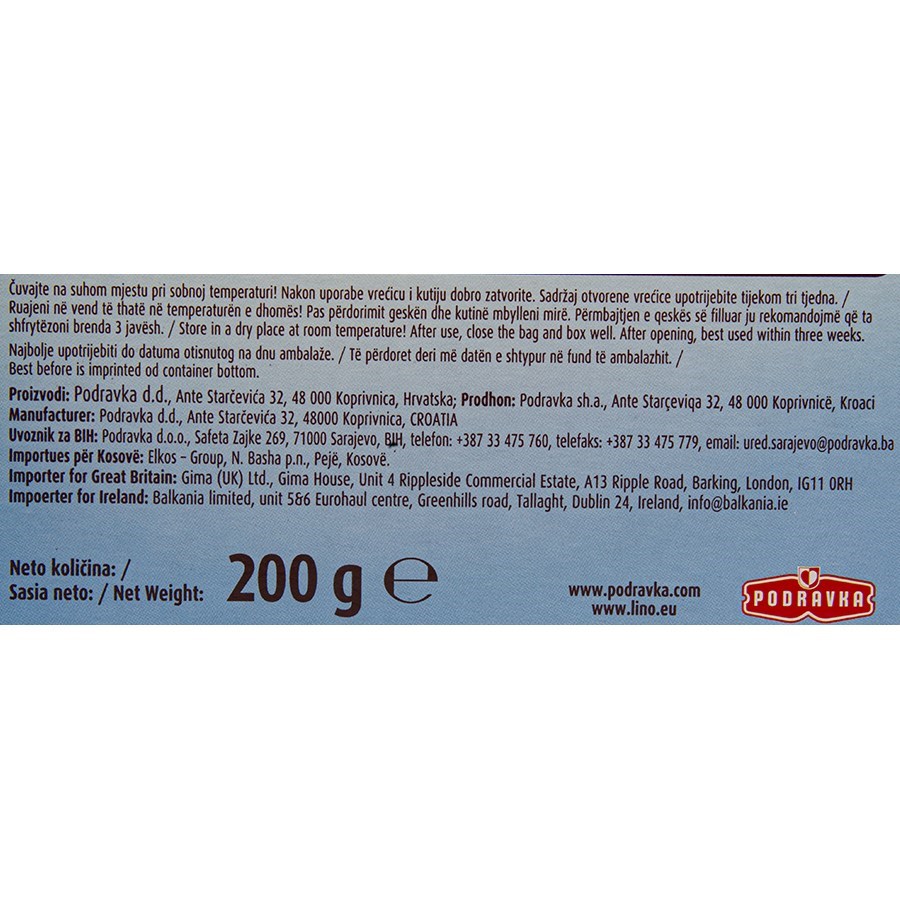 Čuvajte na suhom mjestu pri sobnoj temperaturi! Nakon uporabe vrećicu i kutiju dobro zatvorite. Sadržaj otvorene vrećice upotrijebite tijekom tri tjedna. /
Ruajeni në vend të thatë në temperaturën e dhomës! Pas përdorimit geskën dhe kutinë mbylleni mirë. Përmbajtjen e qeskës së filluar ju rekomandojmë që ta
shfrytëzoni brenda 3 javësh. / Store in a dry place at room temperature! After use, close the bag and box well. After opening, best used within three weeks.
Najbolje upotrijebiti do datuma otisnutog na dnu ambalaže. / Të përdoret deri më datën e shtypur në fund të ambalazhit. /
Best before is imprinted od container bottom.
Proizvodi: Podravka d.d., Ante Starčevića 32, 48 000 Koprivnica, Hrvatska; Prodhon: Podravka sh.a., Ante Starçeviqa 32, 48 000 Koprivnicë, Kroaci
Manufacturer: Podravka d.d., Ante Starčevića 32, 48000 Koprivnica, CROATIA
Uvoznik za BIH: Podravka d.o.o., Safeta Zajke 269, 71000 Sarajevo, BIH, telefon: +387 33 475 760, telefaks: +387 33 475 779, email: ured.sarajevo@podravka.ba
Importues për Kosovë: Elkos – Group, N. Basha p.n., Pejë, Kosovë.
Importer for Great Britain: Gima (UK) Ltd., Gima House, Unit 4 Rippleside Commercial Estate, A13 Ripple Road, Barking, London, IG11 0RH
Impoerter for Ireland: Balkania limited, unit 5&6 Eurohaul centre, Greenhills road, Tallaght, Dublin 24, Ireland, info@balkania.ie
Neto količina: /
Sasia neto: / Net Weight: 200 g ℮
www.podravka.com
www.lino.eu
PODRAVKA